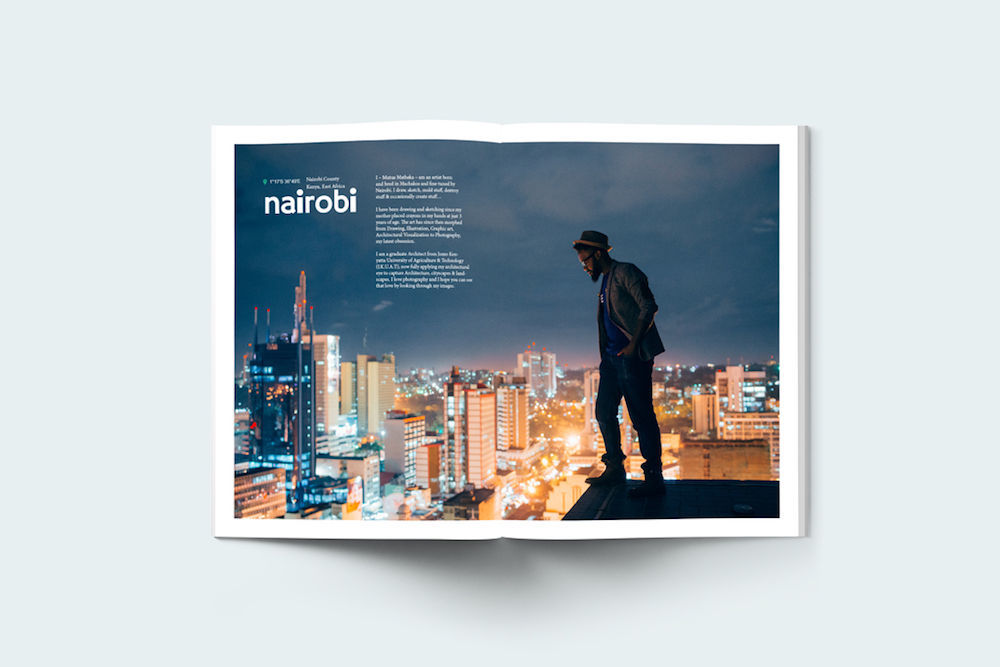 1°17'S 36°49'E
Nairobi County
Kenya, East Africa
nairobi
I - Mutua Matheka - am an artist born
and bred in Machakos and fine tuned by
Nairobi. I draw, sketch, mold stuff, destroy
stuff & occasionally create stuff...
I have been drawing and sketching since my
mother placed crayons in my hands at just 3
years of age. The art has since then morphed
from Drawing, Illustration, Graphic art,
Architectural Visualization to Photography,
my latest obsession.
I am a graduate Architect from Jomo Ken-
yatta University of Agriculture & Technology
(J.K.U.A.T), now fully applying my architectural
eye to capture Architecture, cityscapes & land-
scapes. I love photography and I hope you can see
that love by looking through my images.